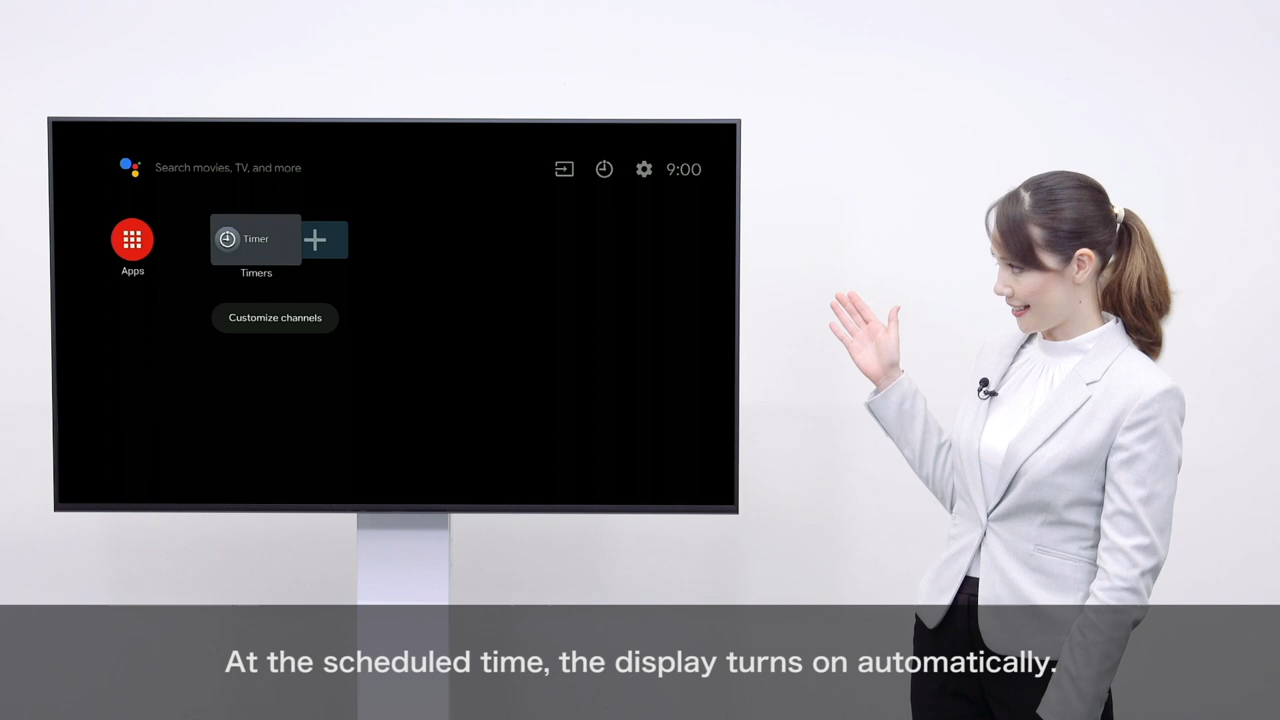 Search movies, TV, and more
9:00
Apps
Timer
Timers
Customize channels
At the scheduled time, the display turns on automatically.